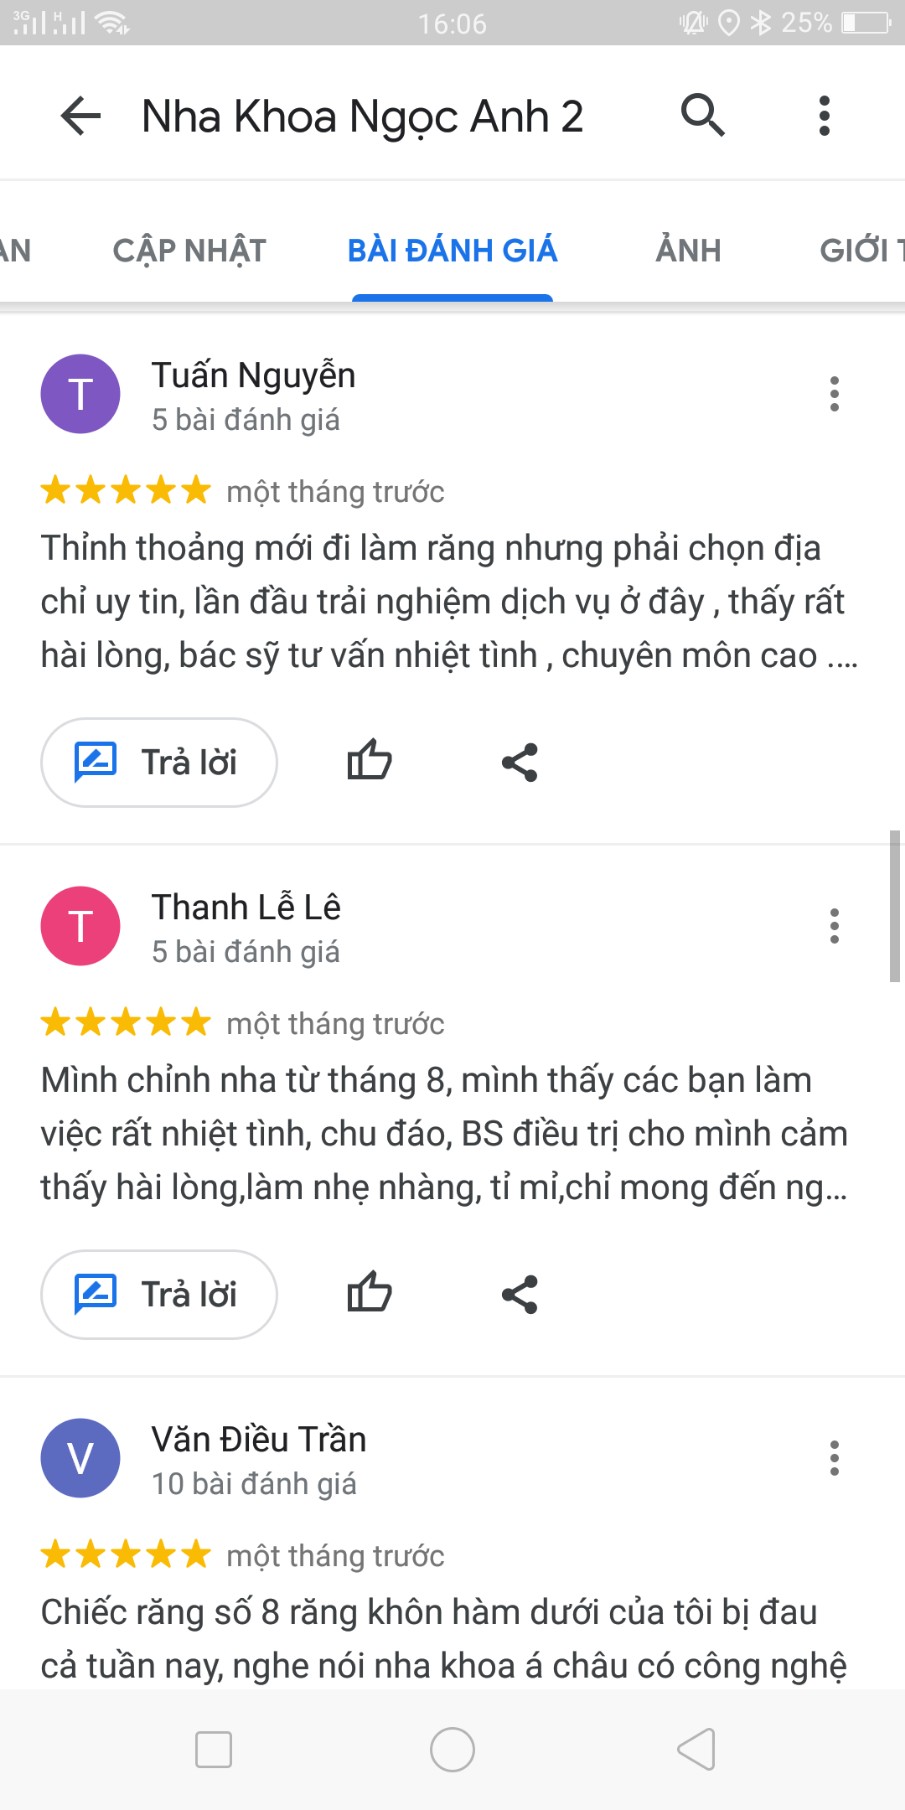 3G H 16:06 25%
Nha Khoa Ngọc Anh 2
AN CẬP NHẬT BÀI ĐÁNH GIÁ ẢNH GIỚI T
T Tuấn Nguyễn
5 bài đánh giá
một tháng trước
Thỉnh thoảng mới đi làm răng nhưng phải chọn địa
chỉ uy tin, lần đầu trải nghiệm dịch vụ ở đây , thấy rất
hài lòng, bác sỹ tư vấn nhiệt tình , chuyên môn cao ....
Trả lời
T Thanh Lễ Lê
5 bài đánh giá
một tháng trước
Mình chỉnh nha từ tháng 8, mình thấy các bạn làm
việc rất nhiệt tình, chu đáo, BS điều trị cho mình cảm
thấy hài lòng,làm nhẹ nhàng, tỉ mỉ,chỉ mong đến ng...
Trả lời
V Văn Điều Trần
10 bài đánh giá
một tháng trước
Chiếc răng số 8 răng khôn hàm dưới của tôi bị đau
cả tuần nay, nghe nói nha khoa á châu có công nghệ